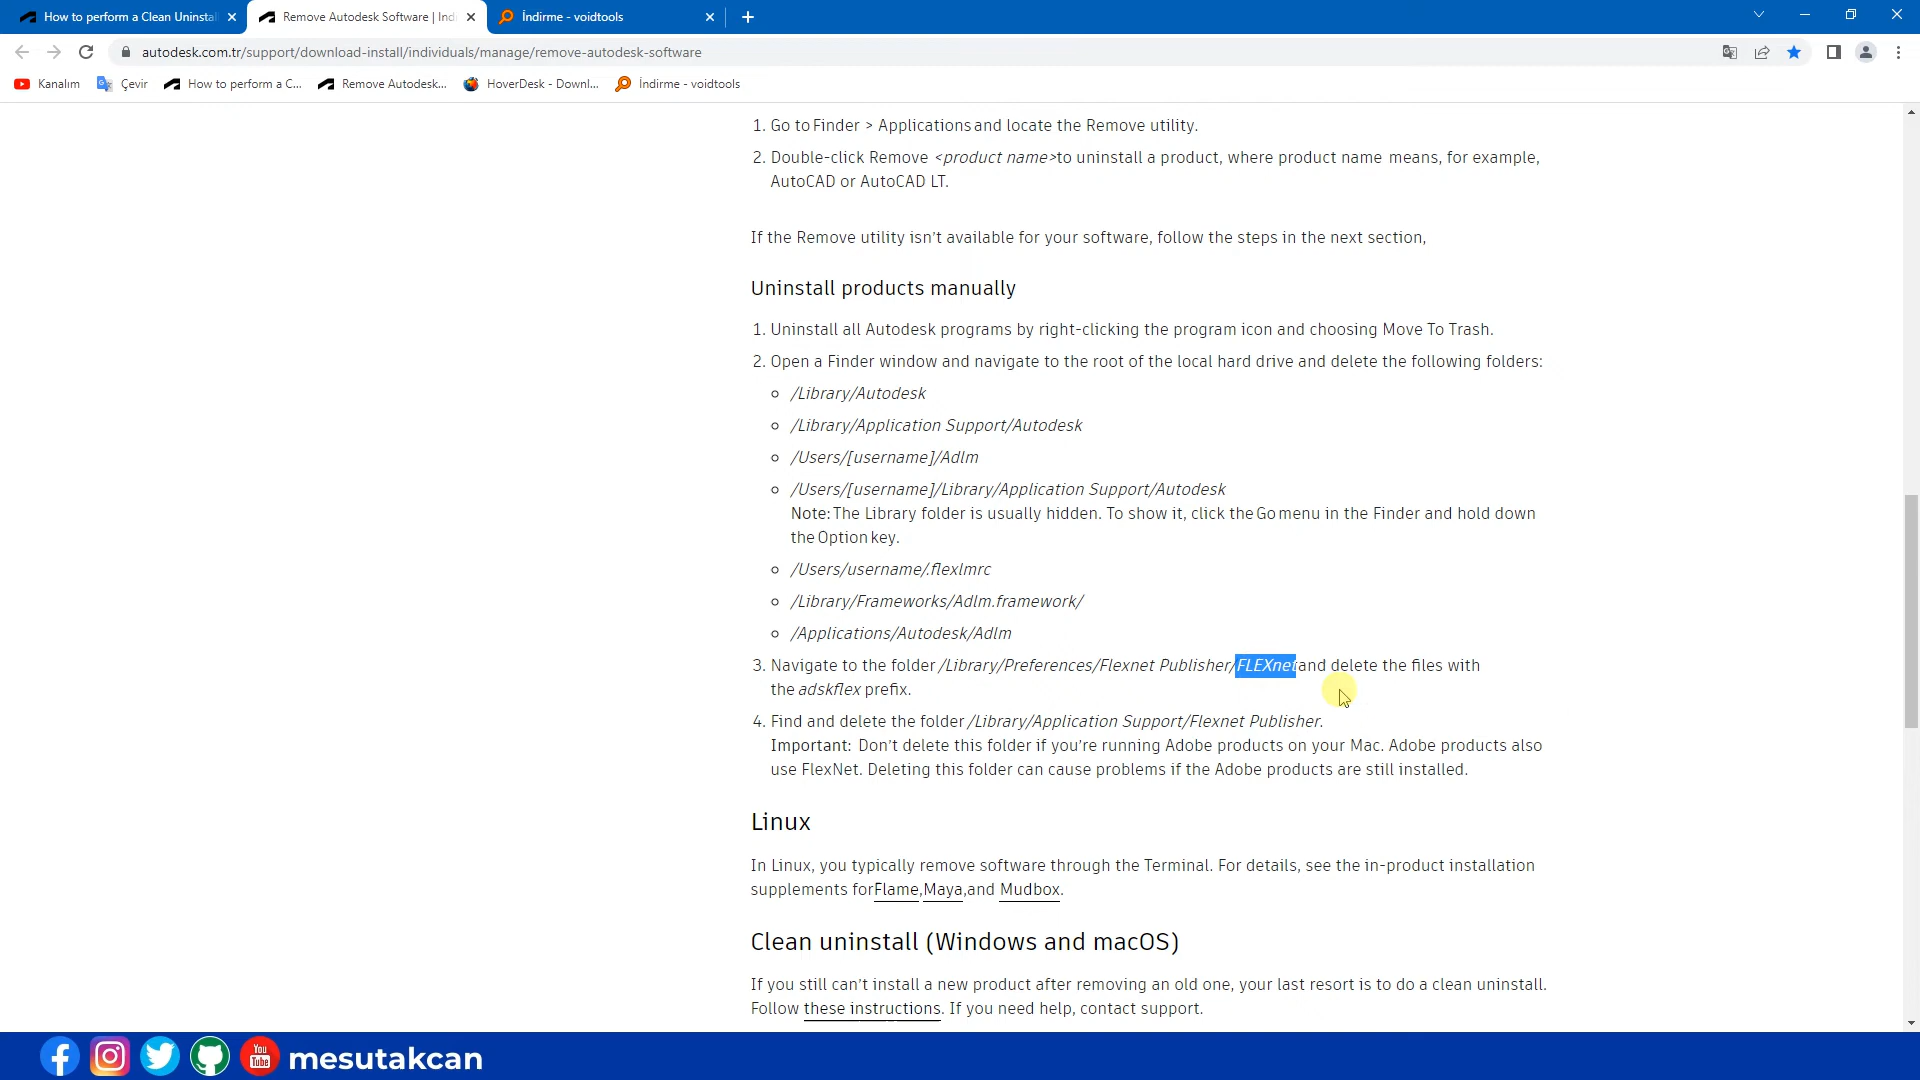 How to perform a Clean Uninstal
Remove Autodesk Software | Ind
İndirme - voidtools
autodesk.com.tr/support/download-install/individuals/manage/remove-autodesk-software
Kanalım
Çevir
How to perform a C...
Remove Autodesk...
HoverDesk - Downl...
İndirme - voidtools
1. Go to Finder > Applications and locate the Remove utility.
2. Double-click Remove <product name>to uninstall a product, where product name means, for example,
AutoCAD or AutoCAD LT.
If the Remove utility isn't available for your software, follow the steps in the next section,
Uninstall products manually
1. Uninstall all Autodesk programs by right-clicking the program icon and choosing Move To Trash.
2. Open a Finder window and navigate to the root of the local hard drive and delete the following folders:
/Library/Autodesk
/Library/Application Support/Autodesk
/Users/[username]/Adlm
/Users/[username]/Library/Application Support/Autodesk
Note: The Library folder is usually hidden. To show it, click the Go menu in the Finder and hold down
the Option key.
/Users/username/.flexlmrc
/Library/Frameworks/Adlm.framework/
/Applications/Autodesk/Adlm
3. Navigate to the folder /Library/Preferences/Flexnet Publisher/FLEXnet and delete the files with
the adskflex prefix.
4. Find and delete the folder /Library/Application Support/Flexnet Publisher.
Important: Don't delete this folder if you're running Adobe products on your Mac. Adobe products also
use FlexNet. Deleting this folder can cause problems if the Adobe products are still installed.
Linux
In Linux, you typically remove software through the Terminal. For details, see the in-product installation
supplements for Flame, Maya, and Mudbox.
Clean uninstall (Windows and macOS)
If you still can't install a new product after removing an old one, your last resort is to do a clean uninstall.
Follow these instructions. If you need help, contact support.
You
Tube
mesutakcan